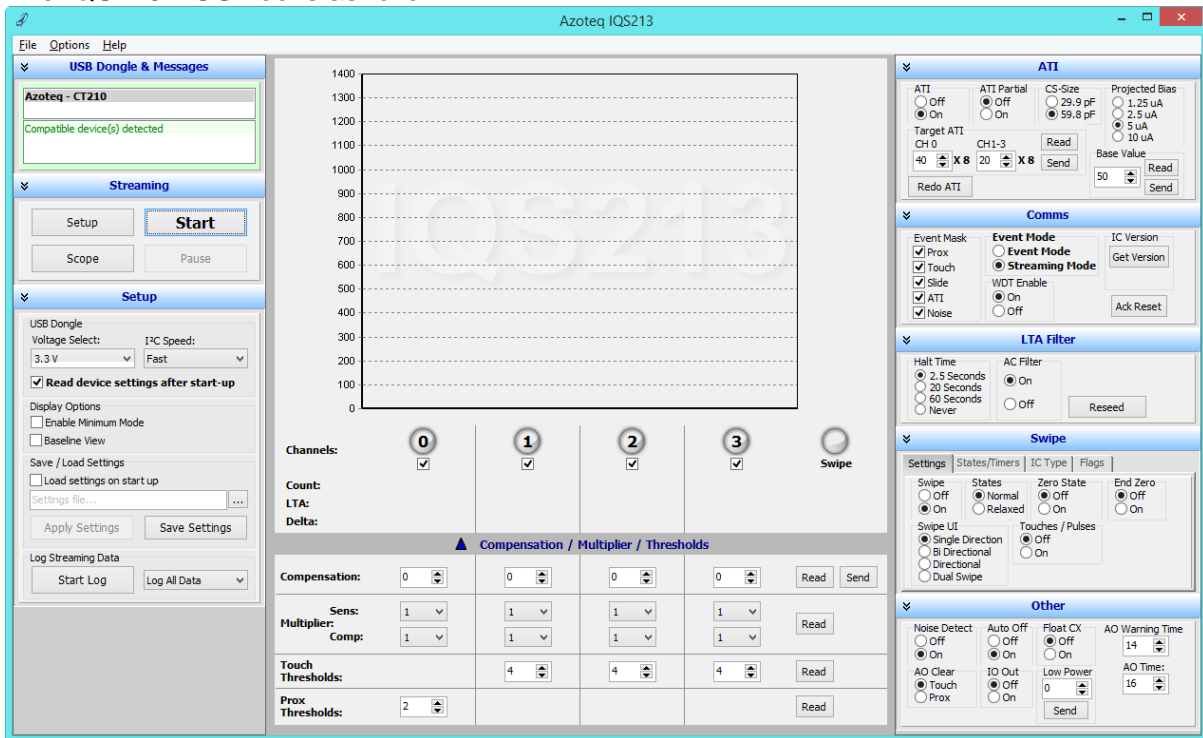 Azoteq IQS213
File Options Help
USB Dongle & Messages
Azoteq - CT210
Compatible device(s) detected
Streaming
Setup Start
Scope Pause
Setup
USB Dongle
Voltage Select: I²C Speed:
3.3 V Fast
Read device settings after start-up
Display Options
Enable Minimum Mode
Baseline View
Save / Load Settings
Load settings on start up
Settings file... ...
Apply Settings Save Settings
Log Streaming Data
Start Log Log All Data
1400
1300
1200
1100
1000
900
800
700
600
500
400
300
200
100
0
IQS213
Channels: 0 1 2 3 Swipe
Count:
LTA:
Delta:
Compensation / Multiplier / Thresholds
Compensation: 0 0 0 0 Read Send
Sens: 1 1 1 1
Multiplier: Read
Comp: 1 1 1 1
Touch
Thresholds: 4 4 4 Read
Prox
Thresholds: 2 Read
ATI
ATI ATI Partial CS-Size Projected Bias
Off Off 29.9 pF 1.25 uA
On On 59.8 pF 2.5 uA
5 uA
10 uA
Target ATI
CH 0 CH1-3 Read
40 X 8 20 X 8 Send
Base Value
50 Read
Send
Redo ATI
Comms
Event Mask Event Mode IC Version
Prox Event Mode Get Version
Touch Streaming Mode
Slide WDT Enable
ATI On Ack Reset
Noise Off
LTA Filter
Halt Time AC Filter
2.5 Seconds On
20 Seconds
60 Seconds Off Reseed
Never
Swipe
Settings States/Timers IC Type Flags
Swipe States Zero State End Zero
Off Normal Off Off
On Relaxed On On
Swipe UI Touches / Pulses
Single Direction Off
Bi Directional On
Directional
Dual Swipe
Other
Noise Detect Auto Off Float CX AO Warning Time
Off Off Off 14
On On On
AO Clear IO Out Low Power AO Time:
Touch Off 0 16
Prox On Send